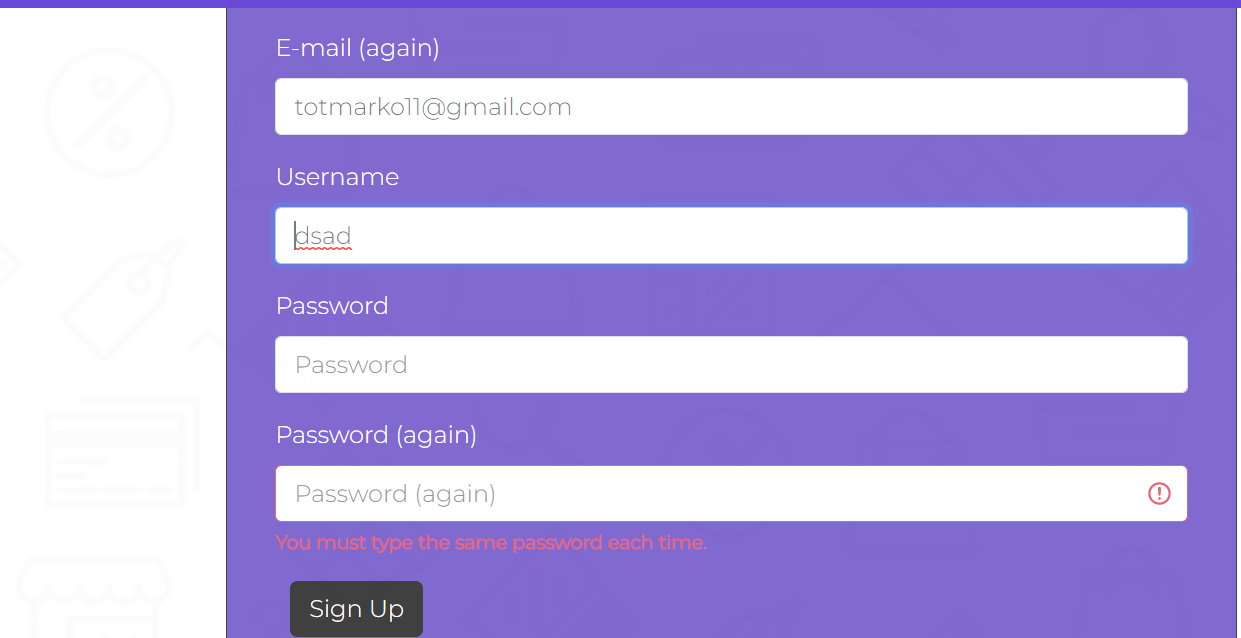 E-mail (again)
totmarko11@gmail.com
Username
dsad
Password
Password
Password (again)
Password (again)
You must type the same password each time.
Sign Up